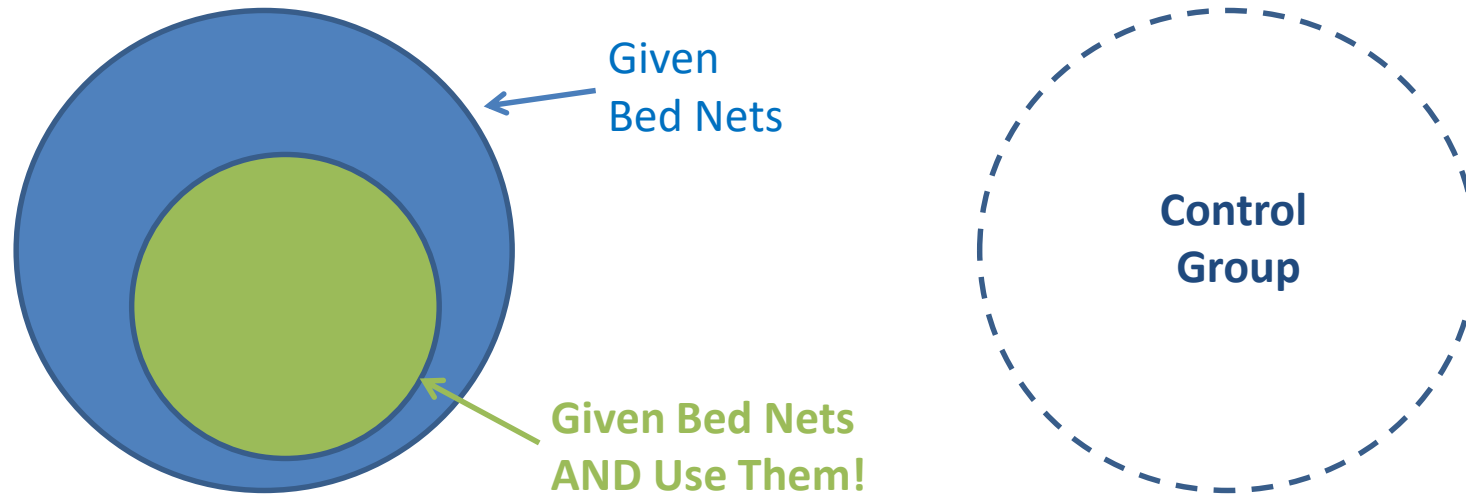 Given
Bed Nets
Control
Group
Given Bed Nets
AND Use Them!